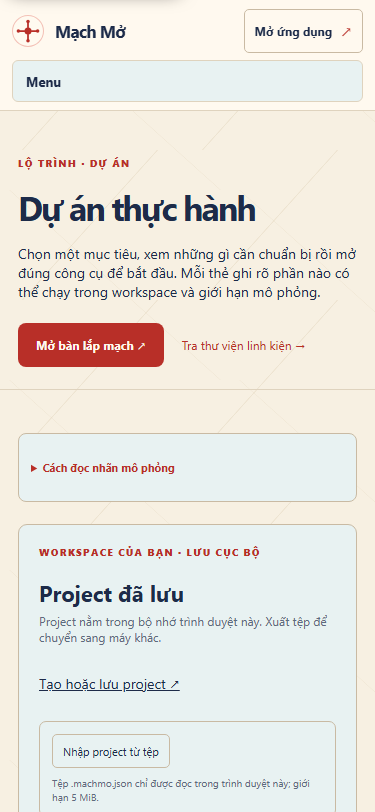 Mạch Mở
Mở ứng dụng ↗
Menu
LỘ TRÌNH · DỰ ÁN
Dự án thực hành
Chọn một mục tiêu, xem những gì cần chuẩn bị rồi mở
đúng công cụ để bắt đầu. Mỗi thẻ ghi rõ phần nào có
thể chạy trong workspace và giới hạn mô phỏng.
Mở bàn lắp mạch ↗
Tra thư viện linh kiện →
▶ Cách đọc nhãn mô phỏng
WORKSPACE CỦA BẠN · LƯU CỤC BỘ
Project đã lưu
Project nằm trong bộ nhớ trình duyệt này. Xuất tệp để
chuyển sang máy khác.
Tạo hoặc lưu project ↗
Nhập project từ tệp
Tệp .machmo.json chỉ được đọc trong trình duyệt này; giới
hạn 5 MiB.